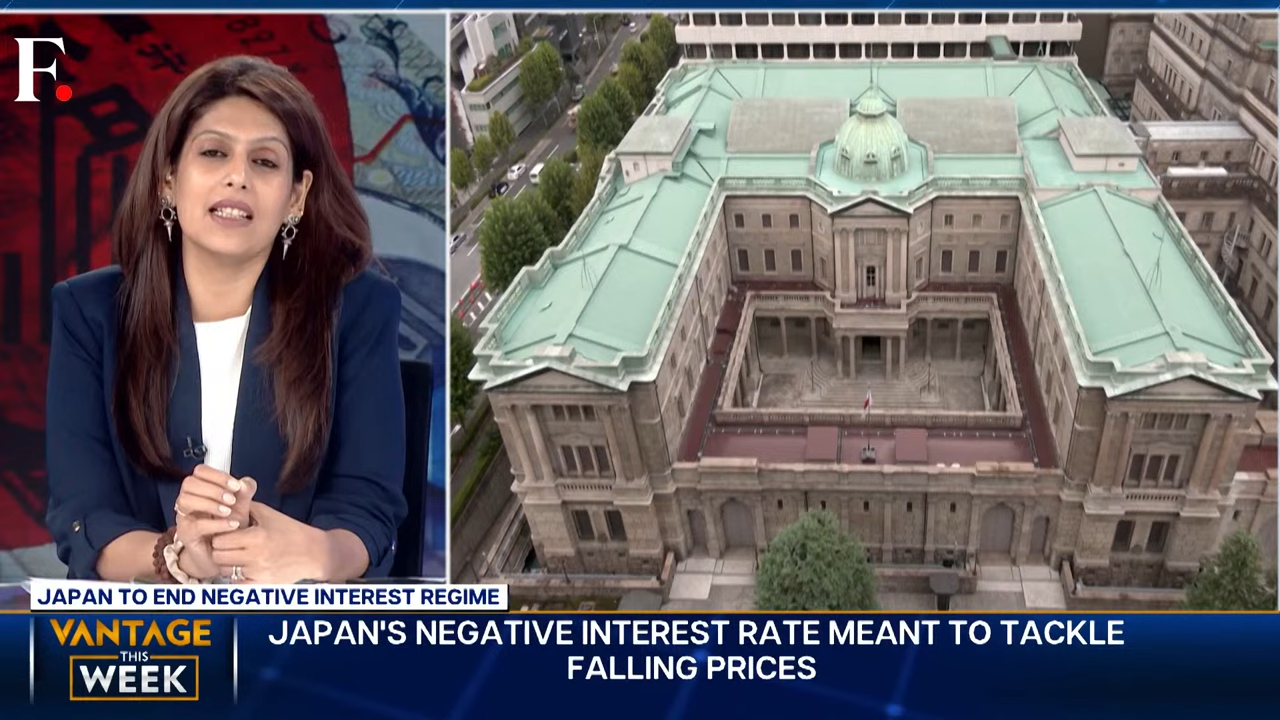 F.
JAPAN TO END NEGATIVE INTEREST REGIME
VANTAGE
THIS
WEEK
JAPAN'S NEGATIVE INTEREST RATE MEANT TO TACKLE
FALLING PRICES